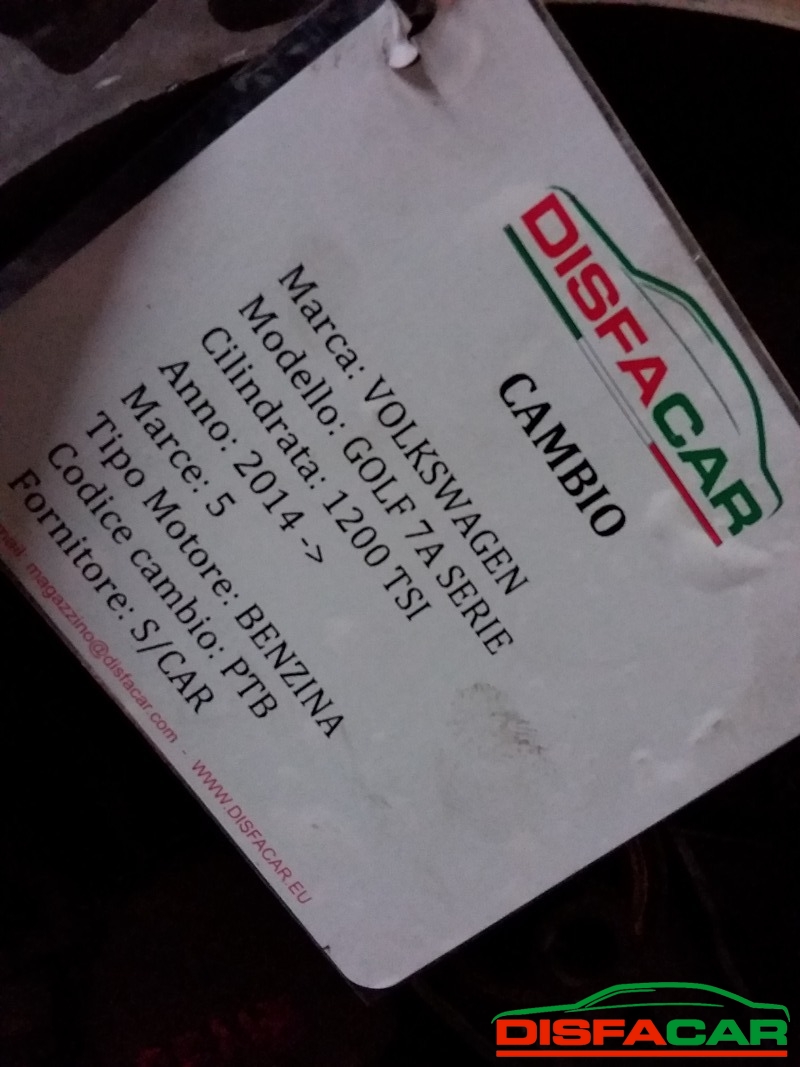 DISFACAR
CAMBIO
Marca: VOLKSWAGEN
Modello: GOLF 7A SERIE
Cilindrata: 1200 TSI
Anno: 2014 ->
Marce: 5
Tipo Motore: BENZINA
Codice cambio: PTB
Fornitore: S/CAR
magazzino@disfacar.com - WWW.DISFACAR.EU
DISFACAR